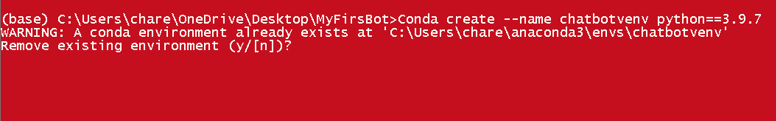 (base) C:\Users\chare\OneDrive\Desktop\MyFirsBot>Conda create --name chatbotvenv python==3.9.7
WARNING: A conda environment already exists at 'C:\Users\chare\anaconda3\envs\chatbotvenv'
Remove existing environment (y/[n])?